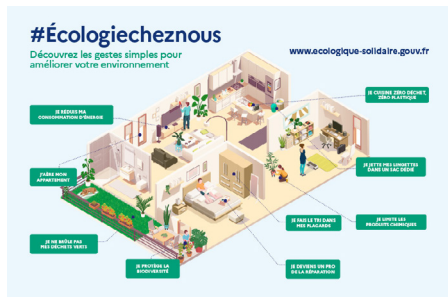 #Écologiecheznous
Découvrez les gestes simples pour
améliorer votre environnement
www.ecologique-solidaire.gouv.fr
JE CUISINE ZÉRO DÉCHET,
ZÉRO PLASTIQUE
JE RÉDUIS MA
CONSOMMATION D'ÉNERGIE
JE JETTE MES LINGETTES
DANS UN SAC DÉDIÉ
J'AÈRE MON
APPARTEMENT
JE FAIS LE TRI DANS
MES PLACARDS
JE LIMITE LES
PRODUITS CHIMIQUES
JE NE BRÛLE PAS
MES DÉCHETS VERTS
JE PROTÈGE LA
BIODIVERSITÉ
JE DEVIENS UN PRO
DE LA RÉPARATION